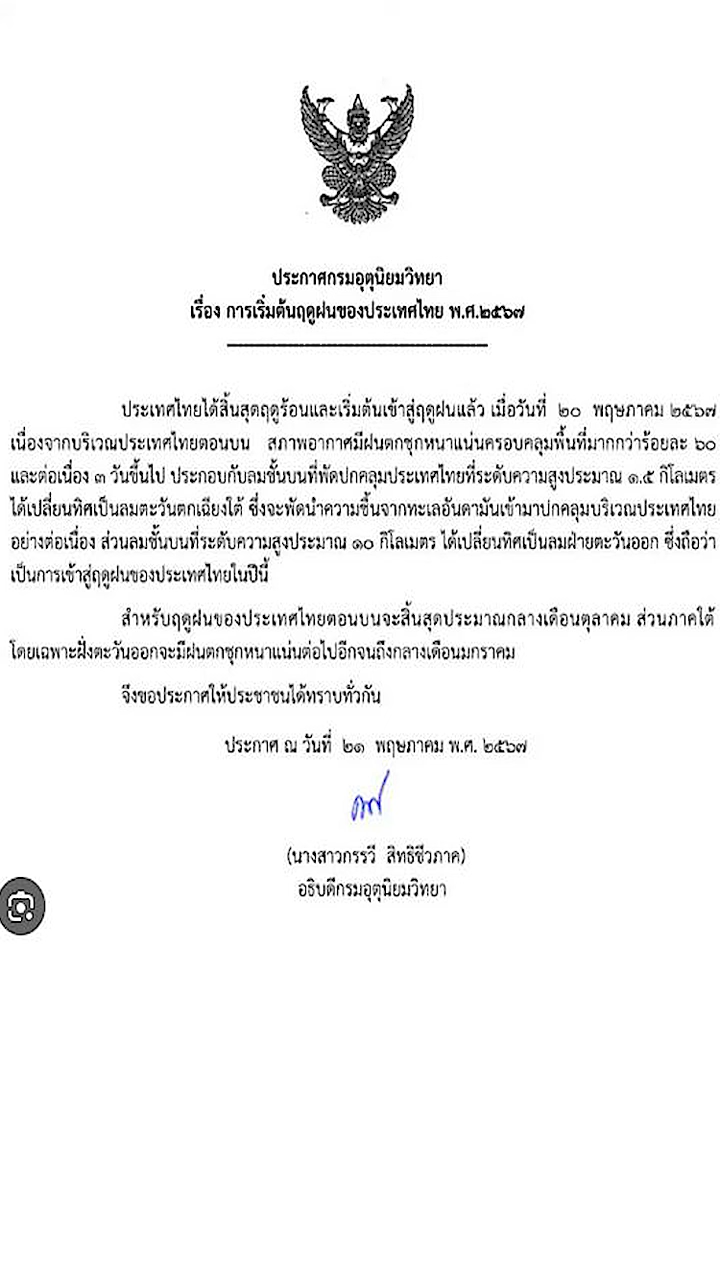 ประกาศกรมอุตุนิยมวิทยา
เรื่อง การเริ่มต้นฤดูฝนของประเทศไทย พ.ศ.๒๕๖๗
ประเทศไทยได้สิ้นสุดฤดูร้อนและเริ่มต้นเข้าสู่ฤดูฝนแล้ว เมื่อวันที่ ๒๐ พฤษภาคม ๒๕๖๗
เนื่องจากบริเวณประเทศไทยตอนบน สภาพอากาศมีฝนตกชุกหนาแน่นครอบคลุมพื้นที่มากกว่าร้อยละ ๖๐
และต่อเนื่อง ๓ วันขึ้นไป ประกอบกับลมชั้นบนที่พัดปกคลุมประเทศไทยที่ระดับความสูงประมาณ ๑.๕ กิโลเมตร
ได้เปลี่ยนทิศเป็นลมตะวันตกเฉียงใต้ ซึ่งจะพัดนำความชื้นจากทะเลอันดามันเข้ามาปกคลุมบริเวณประเทศไทย
อย่างต่อเนื่อง ส่วนลมชั้นบนที่ระดับความสูงประมาณ ๑๐ กิโลเมตร ได้เปลี่ยนทิศเป็นลมฝ่ายตะวันออก ซึ่งถือว่า
เป็นการเข้าสู่ฤดูฝนของประเทศไทยในปีนี้
สำหรับฤดูฝนของประเทศไทยตอนบนจะสิ้นสุดประมาณกลางเดือนตุลาคม ส่วนภาคใต้
โดยเฉพาะฝั่งตะวันออกจะมีฝนตกชุกหนาแน่นต่อไปอีกจนถึงกลางเดือนมกราคม
จึงขอประกาศให้ประชาชนได้ทราบทั่วกัน
ประกาศ ณ วันที่ ๒๑ พฤษภาคม พ.ศ. ๒๕๖๗
(นางสาวกรรวี สิทธิชีวภาค)
อธิบดีกรมอุตุนิยมวิทยา